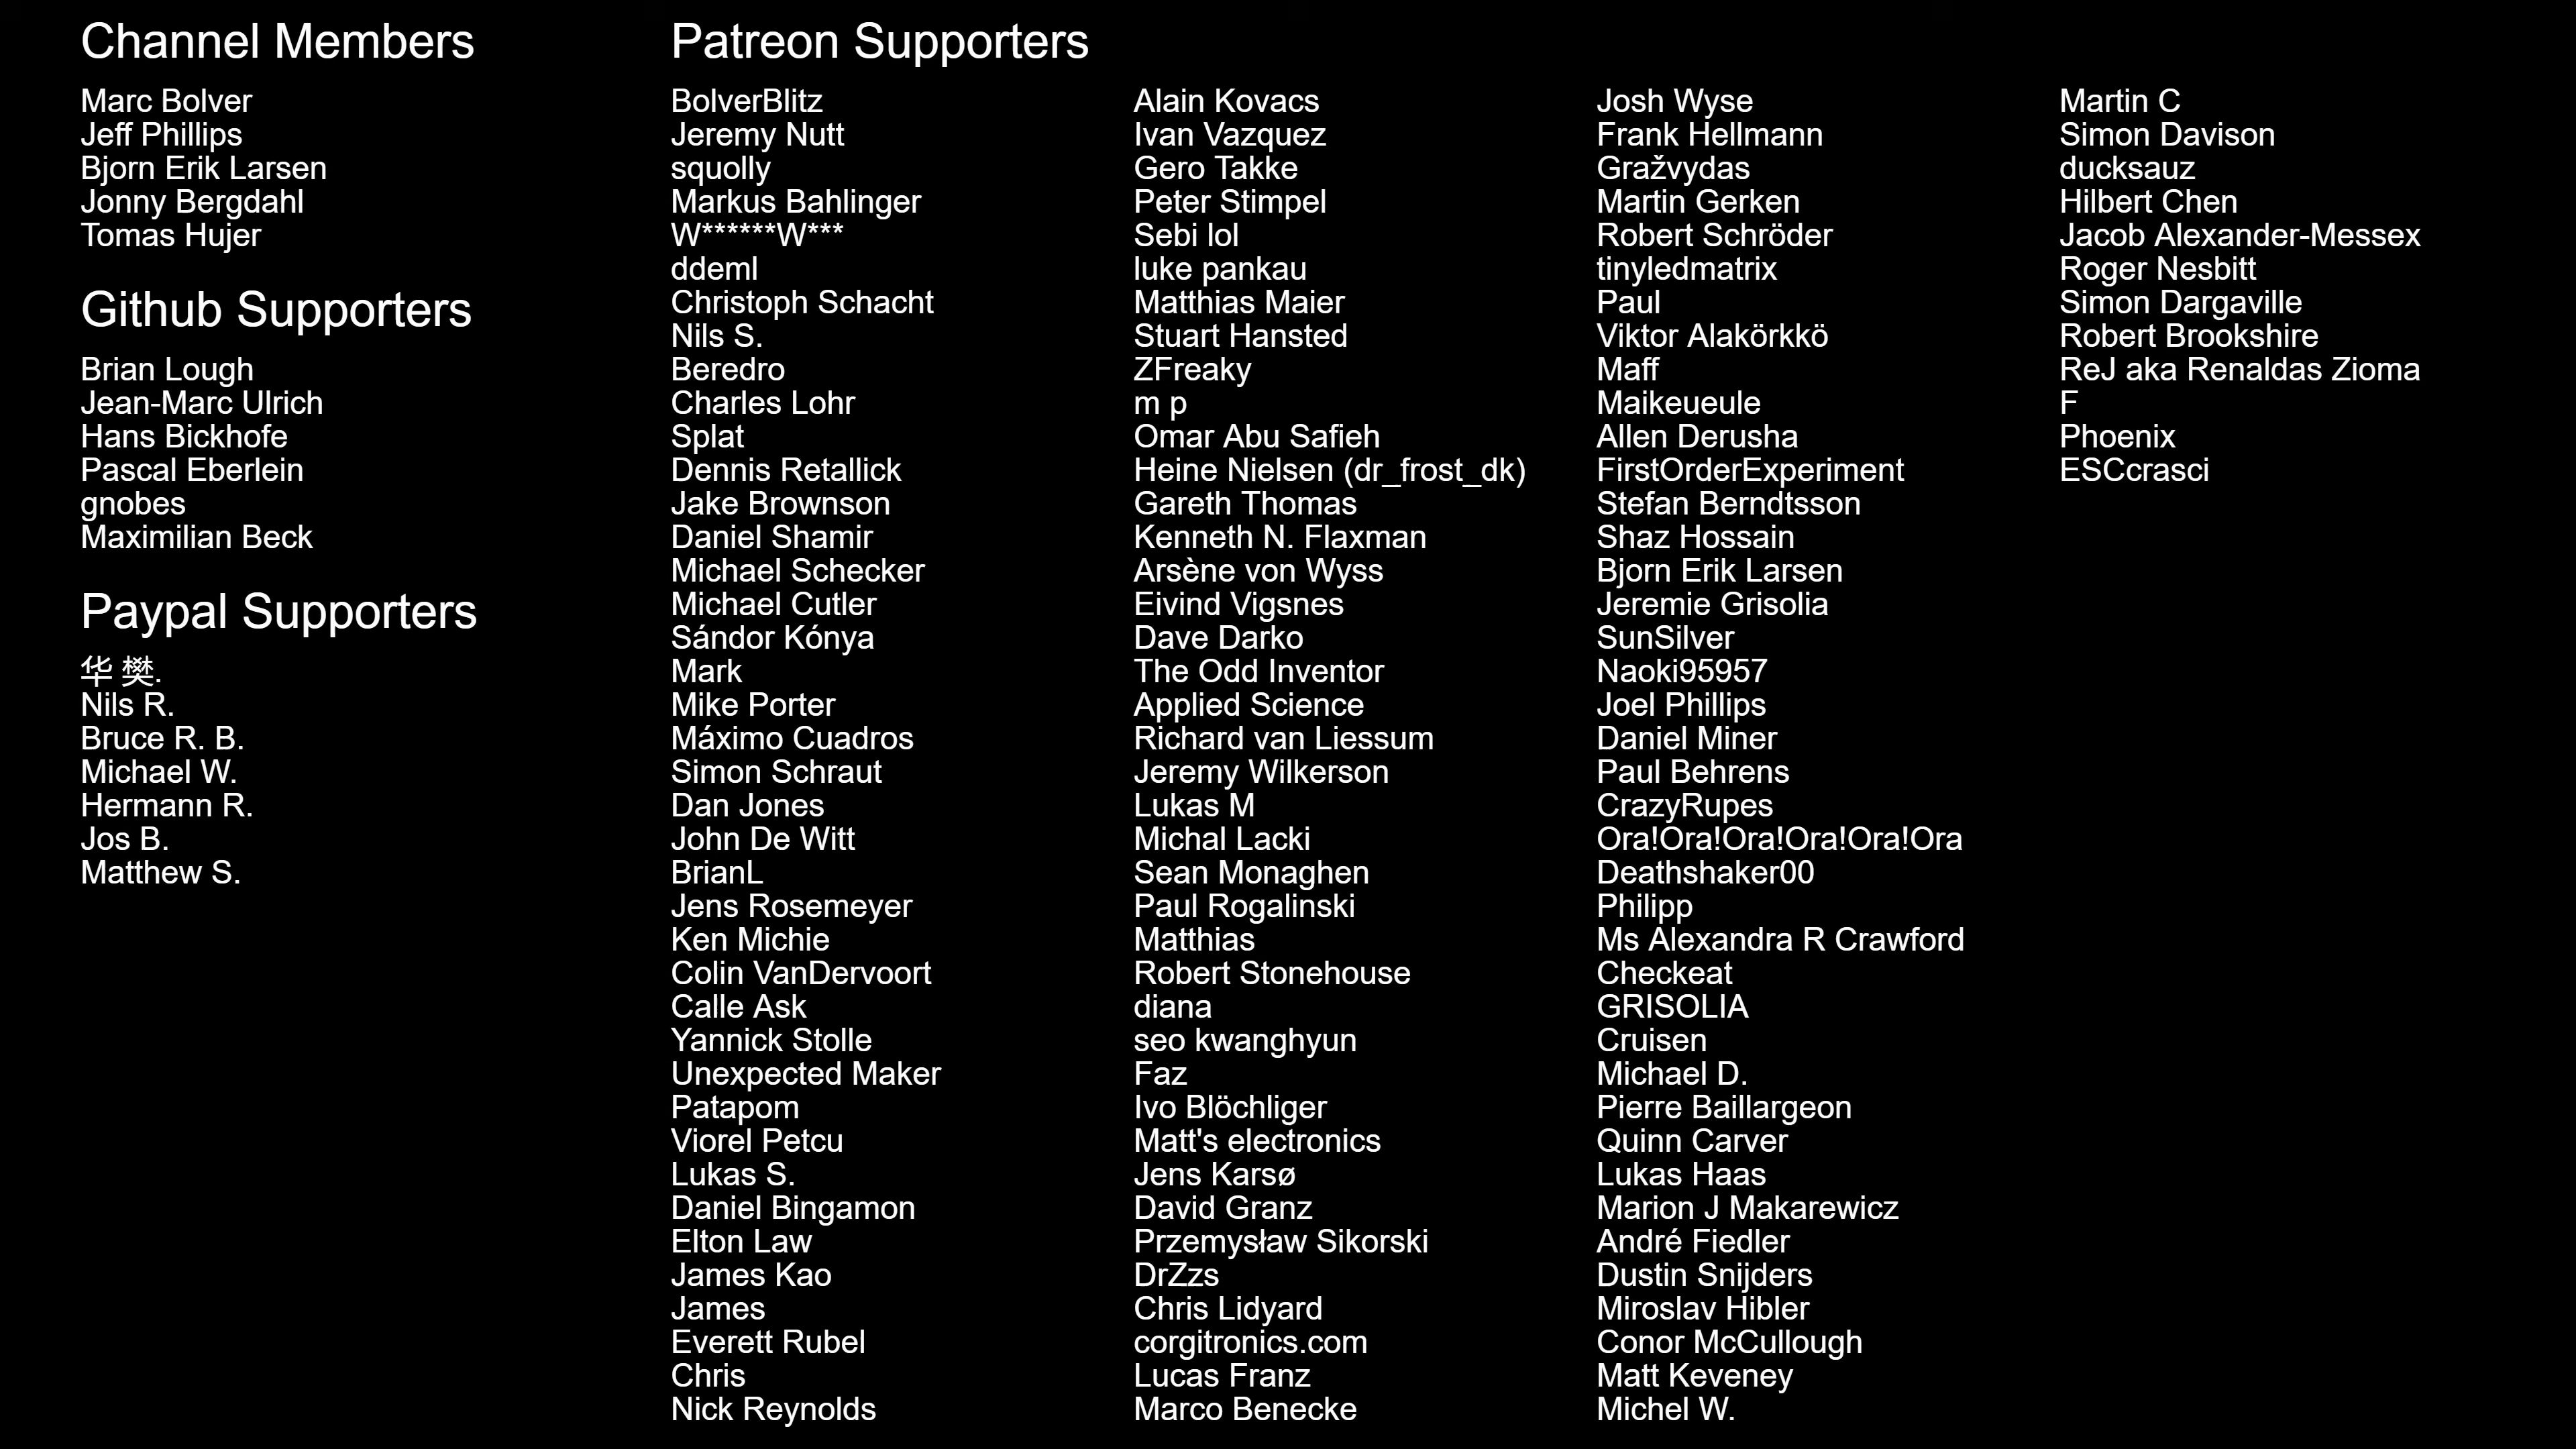 Channel Members
Marc Bolver
Jeff Phillips
Bjorn Erik Larsen
Jonny Bergdahl
Tomas Hujer
Github Supporters
Brian Lough
Jean-Marc Ulrich
Hans Bickhofe
Pascal Eberlein
gnobes
Maximilian Beck
Paypal Supporters
华 樊.
Nils R.
Bruce R. B.
Michael W.
Hermann R.
Jos B.
Matthew S.
Patreon Supporters
BolverBlitz
Jeremy Nutt
squolly
Markus Bahlinger
W******W***
ddeml
Christoph Schacht
Nils S.
Beredro
Charles Lohr
Splat
Dennis Retallick
Jake Brownson
Daniel Shamir
Michael Schecker
Michael Cutler
Sándor Kónya
Mark
Mike Porter
Máximo Cuadros
Simon Schraut
Dan Jones
John De Witt
BrianL
Jens Rosemeyer
Ken Michie
Colin VanDervoort
Calle Ask
Yannick Stolle
Unexpected Maker
Patapom
Viorel Petcu
Lukas S.
Daniel Bingamon
Elton Law
James Kao
James
Everett Rubel
Chris
Nick Reynolds
Alain Kovacs
Ivan Vazquez
Gero Takke
Peter Stimpel
Sebi lol
luke pankau
Matthias Maier
Stuart Hansted
ZFreaky
m p
Omar Abu Safieh
Heine Nielsen (dr_frost_dk)
Gareth Thomas
Kenneth N. Flaxman
Arsène von Wyss
Eivind Vigsnes
Dave Darko
The Odd Inventor
Applied Science
Richard van Liessum
Jeremy Wilkerson
Lukas M
Michal Lacki
Sean Monaghen
Paul Rogalinski
Matthias
Robert Stonehouse
diana
seo kwanghyun
Faz
Ivo Blöchliger
Matt's electronics
Jens Karsø
David Granz
Przemysław Sikorski
DrZzs
Chris Lidyard
corgitronics.com
Lucas Franz
Marco Benecke
Josh Wyse
Frank Hellmann
Gražvydas
Martin Gerken
Robert Schröder
tinyledmatrix
Paul
Viktor Alakörkkö
Maff
Maikeueule
Allen Derusha
FirstOrderExperiment
Stefan Berndtsson
Shaz Hossain
Bjorn Erik Larsen
Jeremie Grisolia
SunSilver
Naoki95957
Joel Phillips
Daniel Miner
Paul Behrens
CrazyRupes
Ora!Ora!Ora!Ora!Ora!Ora
Deathshaker00
Philipp
Ms Alexandra R Crawford
Checkeat
GRISOLIA
Cruisen
Michael D.
Pierre Baillargeon
Quinn Carver
Lukas Haas
Marion J Makarewicz
André Fiedler
Dustin Snijders
Miroslav Hibler
Conor McCullough
Matt Keveney
Michel W.
Martin C
Simon Davison
ducksauz
Hilbert Chen
Jacob Alexander-Messex
Roger Nesbitt
Simon Dargaville
Robert Brookshire
ReJ aka Renaldas Zioma
F
Phoenix
ESCcrasci